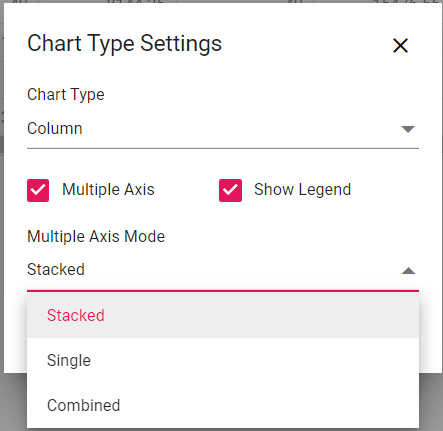 Chart Type Settings
Chart Type
Column
Multiple Axis Show Legend
Multiple Axis Mode
Stacked
Stacked
Single
Combined